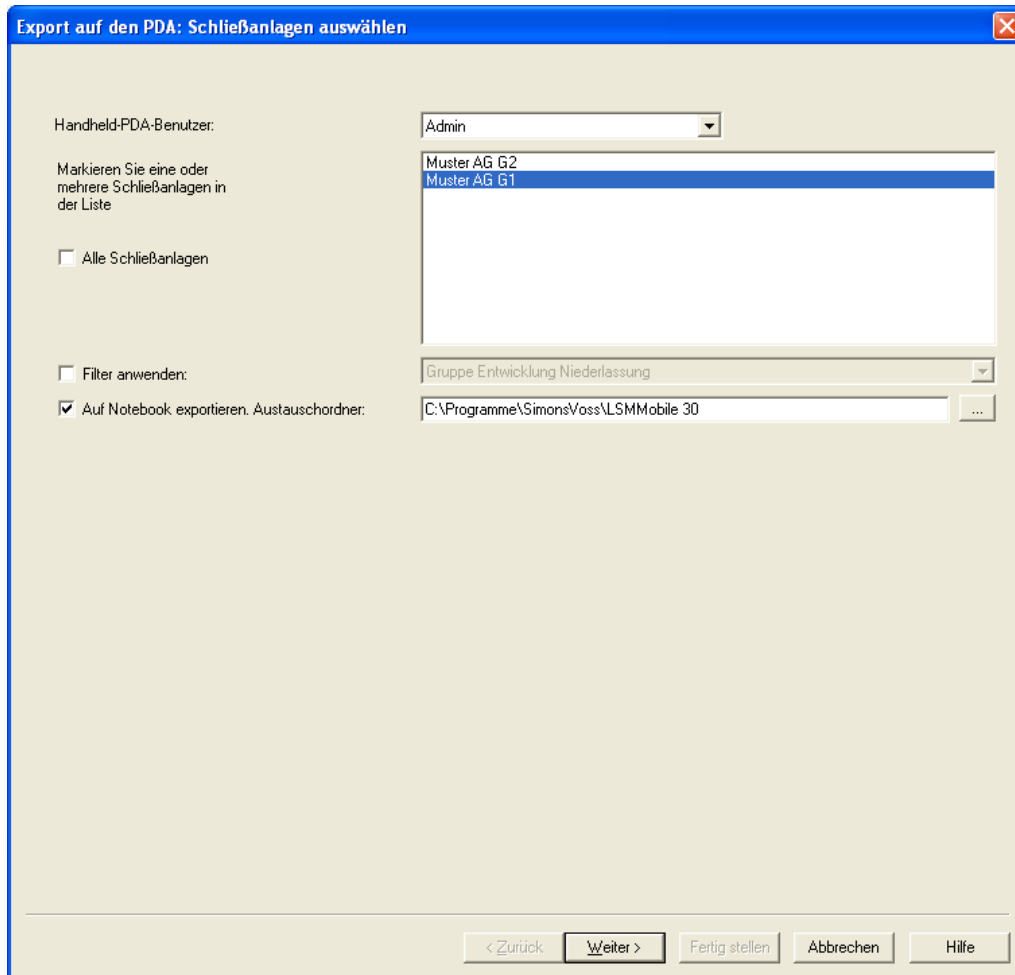 Export auf den PDA: Schließanlagen auswählen
Handheld-PDA-Benutzer:
Admin
Markieren Sie eine oder
mehrere Schließanlagen in
der Liste
Muster AG G2
Muster AG G1
Alle Schließanlagen
Filter anwenden:
Gruppe Entwicklung Niederlassung
Auf Notebook exportieren. Austauschordner:
C:\Programme\SimonsVoss\LSMMobile 30
...
< Zurück
Weiter >
Fertig stellen
Abbrechen
Hilfe